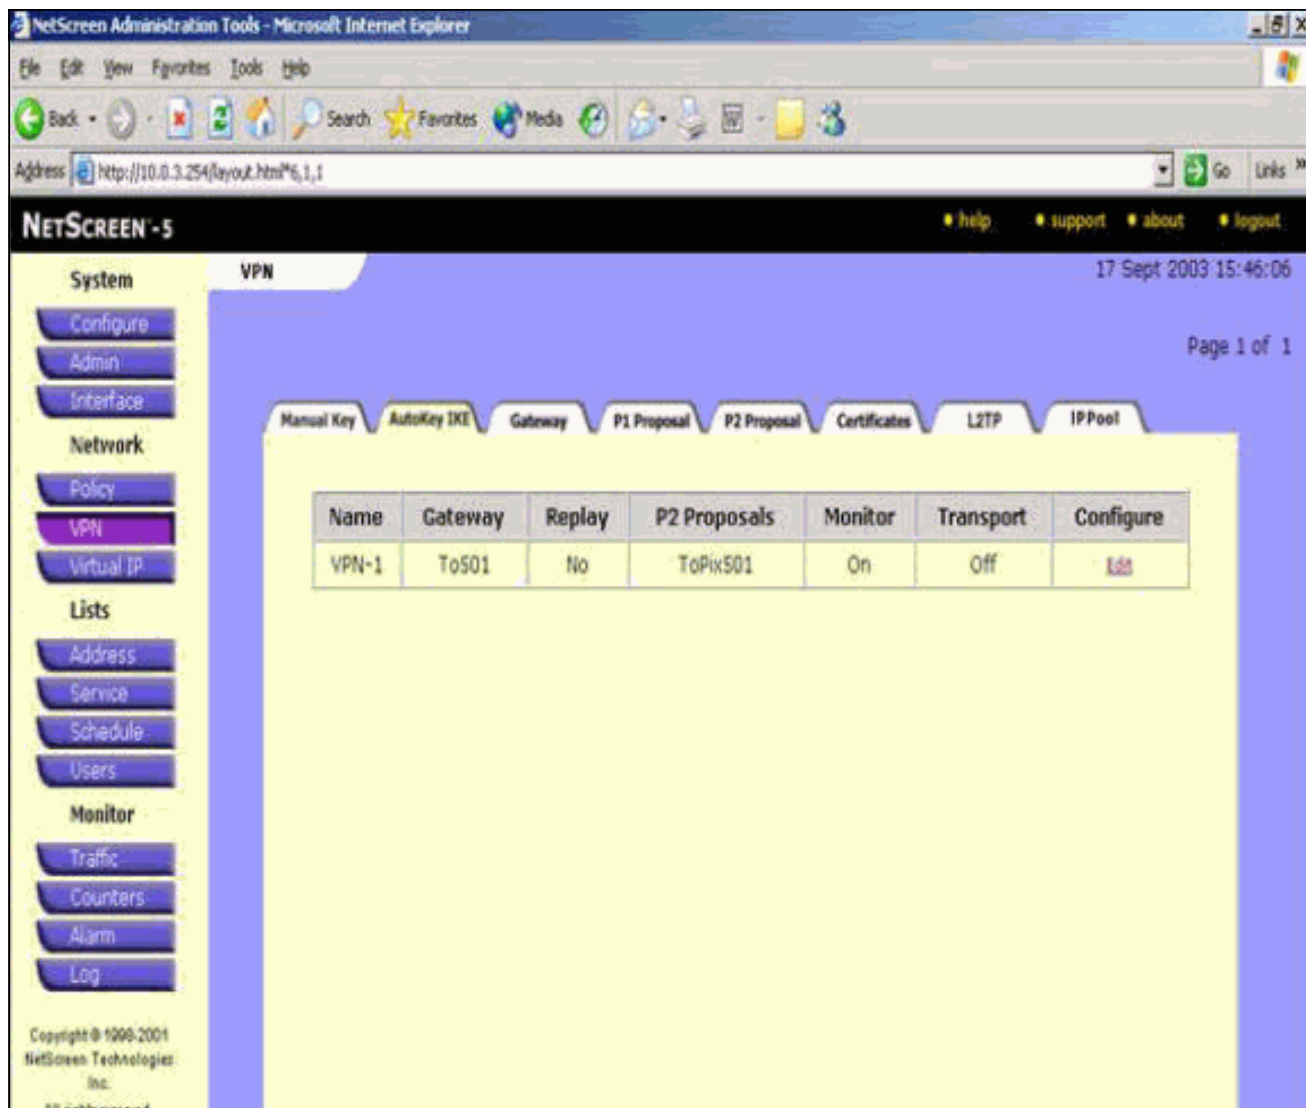 NetScreen Administration Tools - Microsoft Internet Explorer
File Edit View Favorites Tools Help
Back Search Favorites Media
Address http://10.0.3.254/layout.html*6,1,1 Go Links »
NETSCREEN-5
help support about logout
System
Configure
Admin
Interface
Network
Policy
VPN
Virtual IP
Lists
Address
Service
Schedule
Users
Monitor
Traffic
Counters
Alarm
Log
Copyright © 1998-2001
NetScreen Technologies
Inc.
All rights reserved
VPN
17 Sept 2003 15:46:06
Page 1 of 1
Manual Key AutoKey IKE Gateway P1 Proposal P2 Proposal Certificates L2TP IP Pool
Name Gateway Replay P2 Proposals Monitor Transport Configure
VPN-1 To501 No ToPix501 On Off Edit